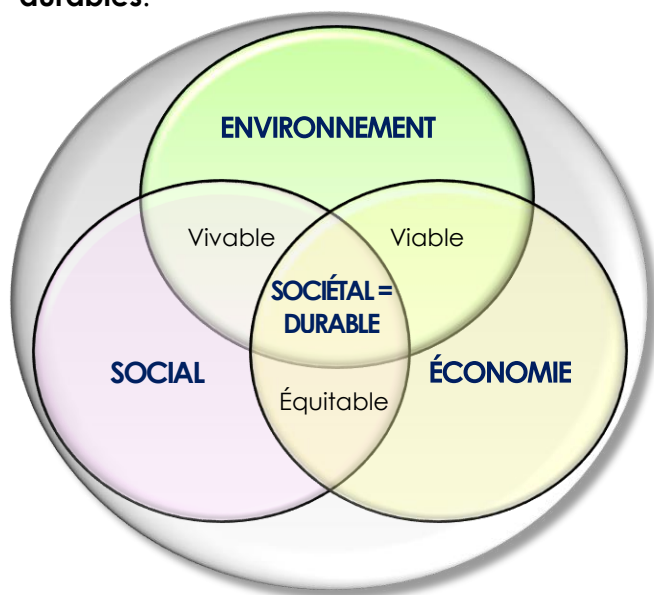 durables.
ENVIRONNEMENT
Vivable
Viable
SOCIÉTAL =
DURABLE
SOCIAL
ÉCONOMIE
Équitable